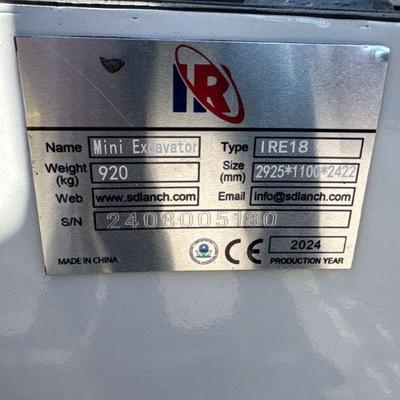 IR
Name Mini Excavator Type IRE18
Weight (kg) 920 Size (mm) 2925*1100*2422
Web www.sdlanch.com Email info@sdlanch.com
S/N 2408005180
MADE IN CHINA CE 2024
PRODUCTION YEAR